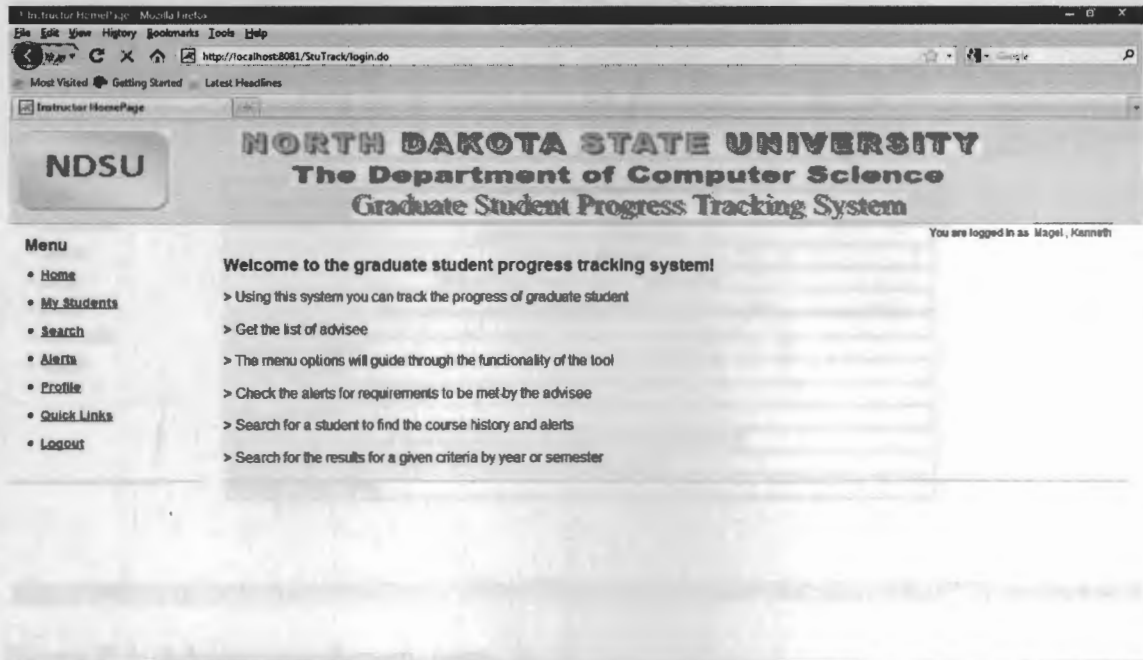 Instructor HomePage - Mozilla Firefox
File Edit View History Bookmarks Tools Help
http://localhost:8081/StuTrack/login.do
Google
Most Visited Getting Started Latest Headlines
Instructor HomePage
NDSU
NORTH DAKOTA STATE UNIVERSITY
The Department of Computer Science
Graduate Student Progress Tracking System
You are logged in as Magel, Kenneth
Menu
• Home
• My Students
• Search
• Alerts
• Profile
• Quick Links
• Logout
Welcome to the graduate student progress tracking system!
> Using this system you can track the progress of graduate student
> Get the list of advisee
> The menu options will guide through the functionality of the tool
> Check the alerts for requirements to be met by the advisee
> Search for a student to find the course history and alerts
> Search for the results for a given criteria by year or semester